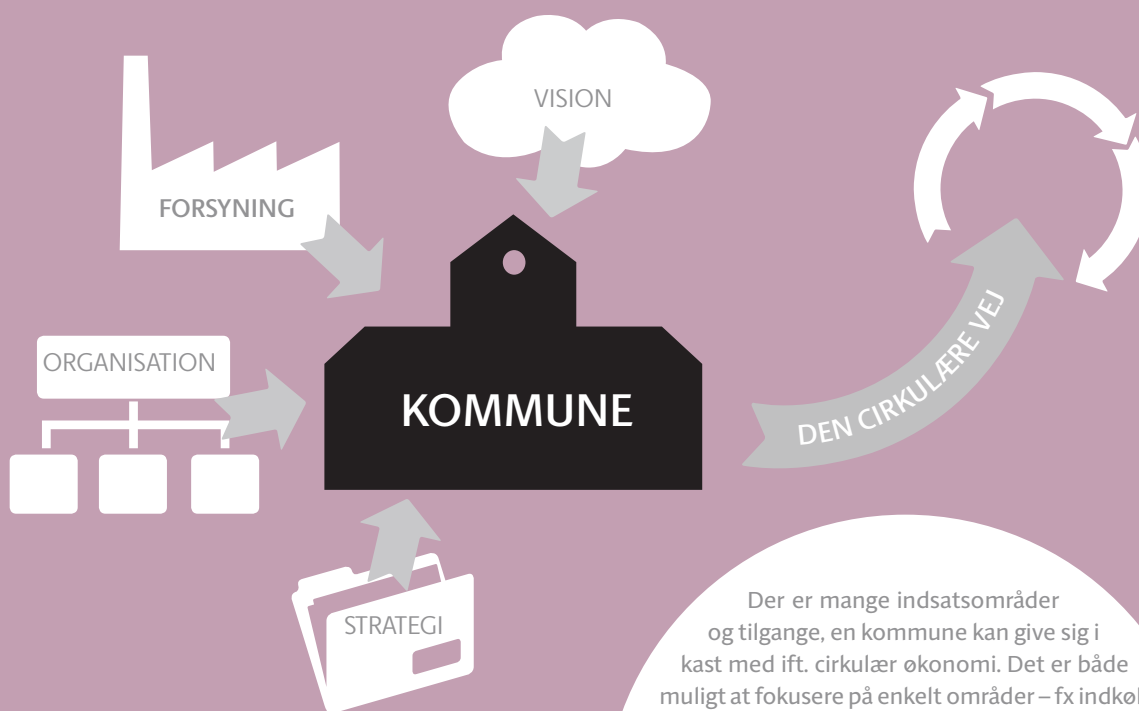 VISION
FORSYNING
ORGANISATION
KOMMUNE
DEN CIRKULÆRE VEJ
STRATEGI
Der er mange indsatsområder
og tilgange, en kommune kan give sig i
kast med ift. cirkulær økonomi. Det er både
muligt at fokusere på enkelt områder – fx